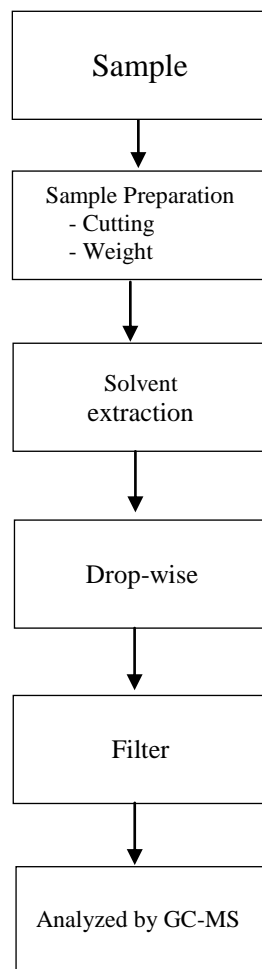 Sample
Sample Preparation
- Cutting
- Weight
Solvent
extraction
Drop-wise
Filter
Analyzed by GC-MS